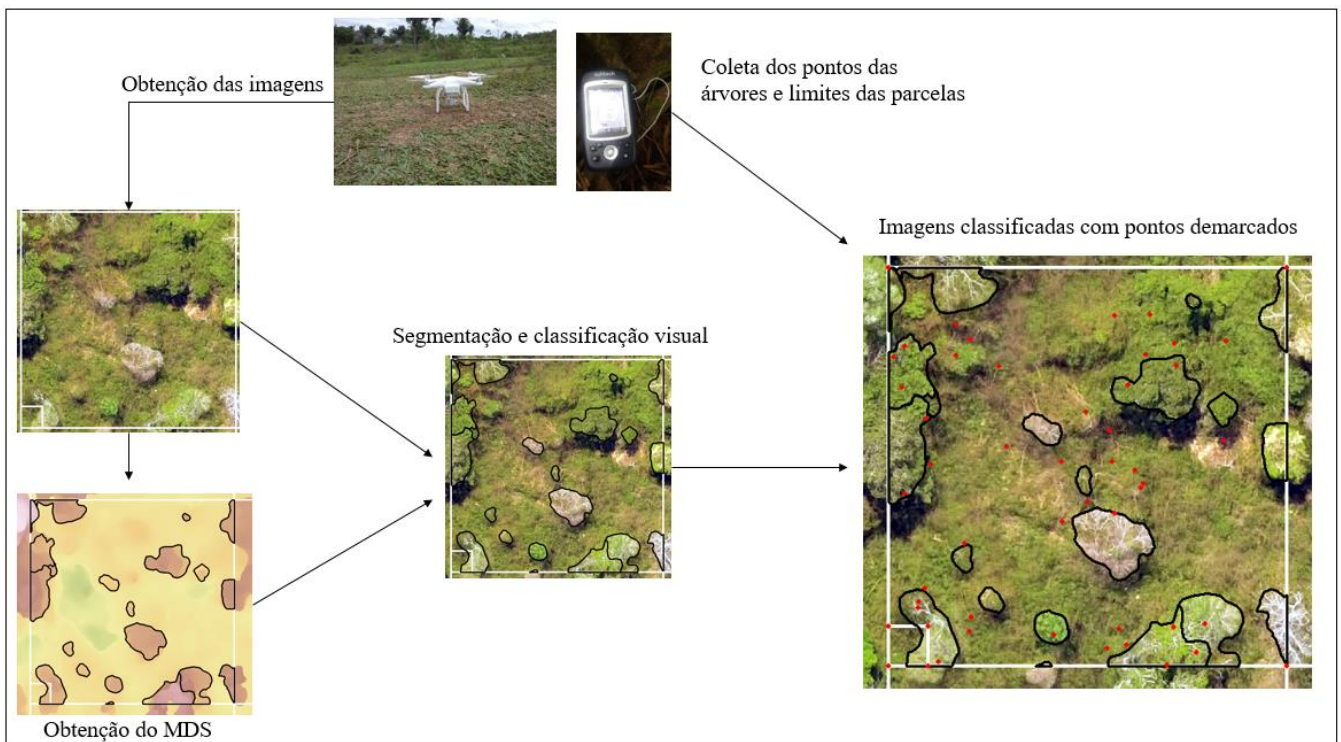 Obtenção das imagens
Coleta dos pontos das
árvores e limites das parcelas
Imagens classificadas com pontos demarcados
Segmentação e classificação visual
Obtenção do MDS